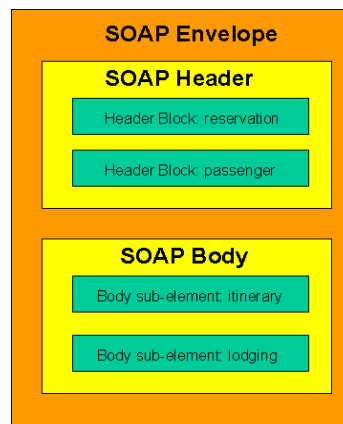 SOAP Envelope
SOAP Header
Header Block: reservation
Header Block: passenger
SOAP Body
Body sub-element: itinerary
Body sub-element: lodging